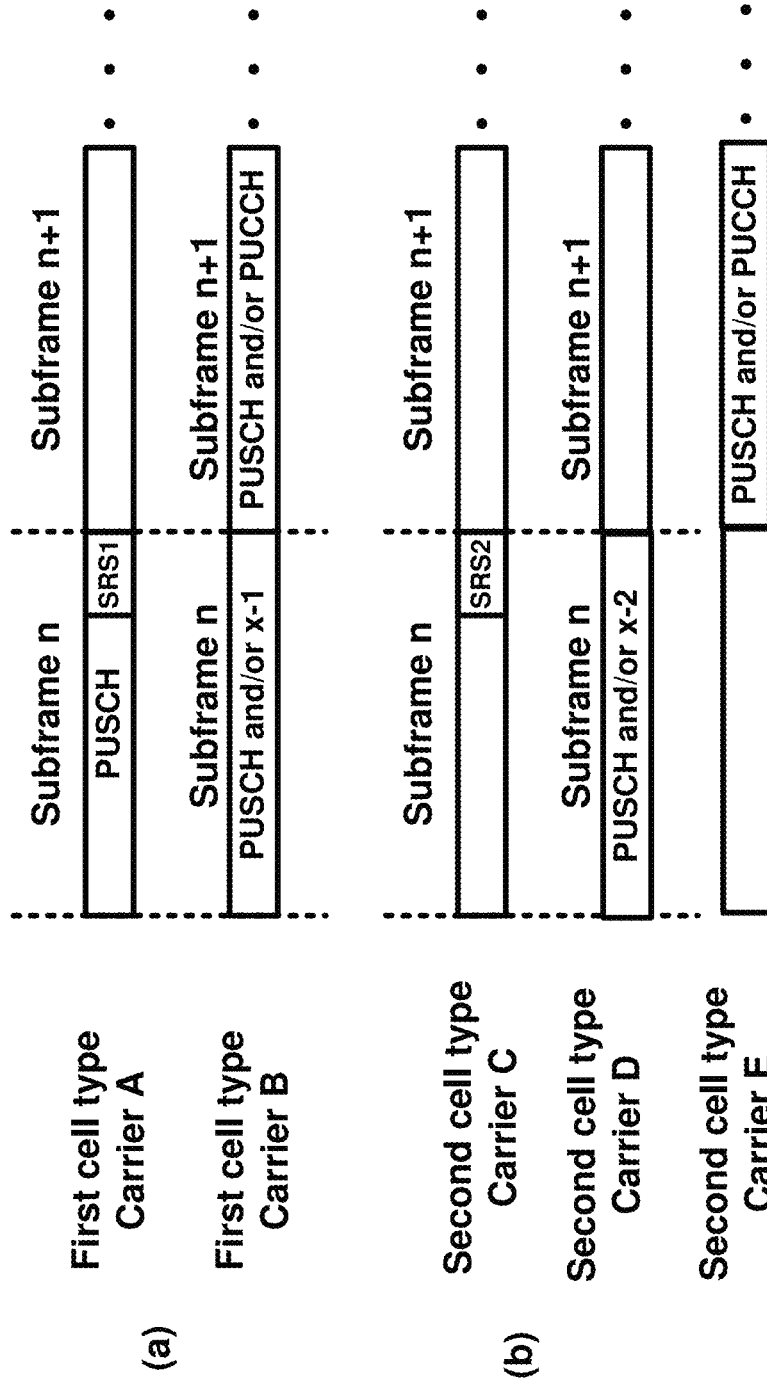 (a)
First cell type
Carrier A
Subframe n
Subframe n+1
PUSCH
SRS1
First cell type
Carrier B
Subframe n
Subframe n+1
PUSCH and/or x-1
PUSCH and/or PUCCH
(b)
Second cell type
Carrier C
Subframe n
Subframe n+1
SRS2
Second cell type
Carrier D
Subframe n
Subframe n+1
PUSCH and/or x-2
Second cell type
Carrier E
PUSCH and/or PUCCH